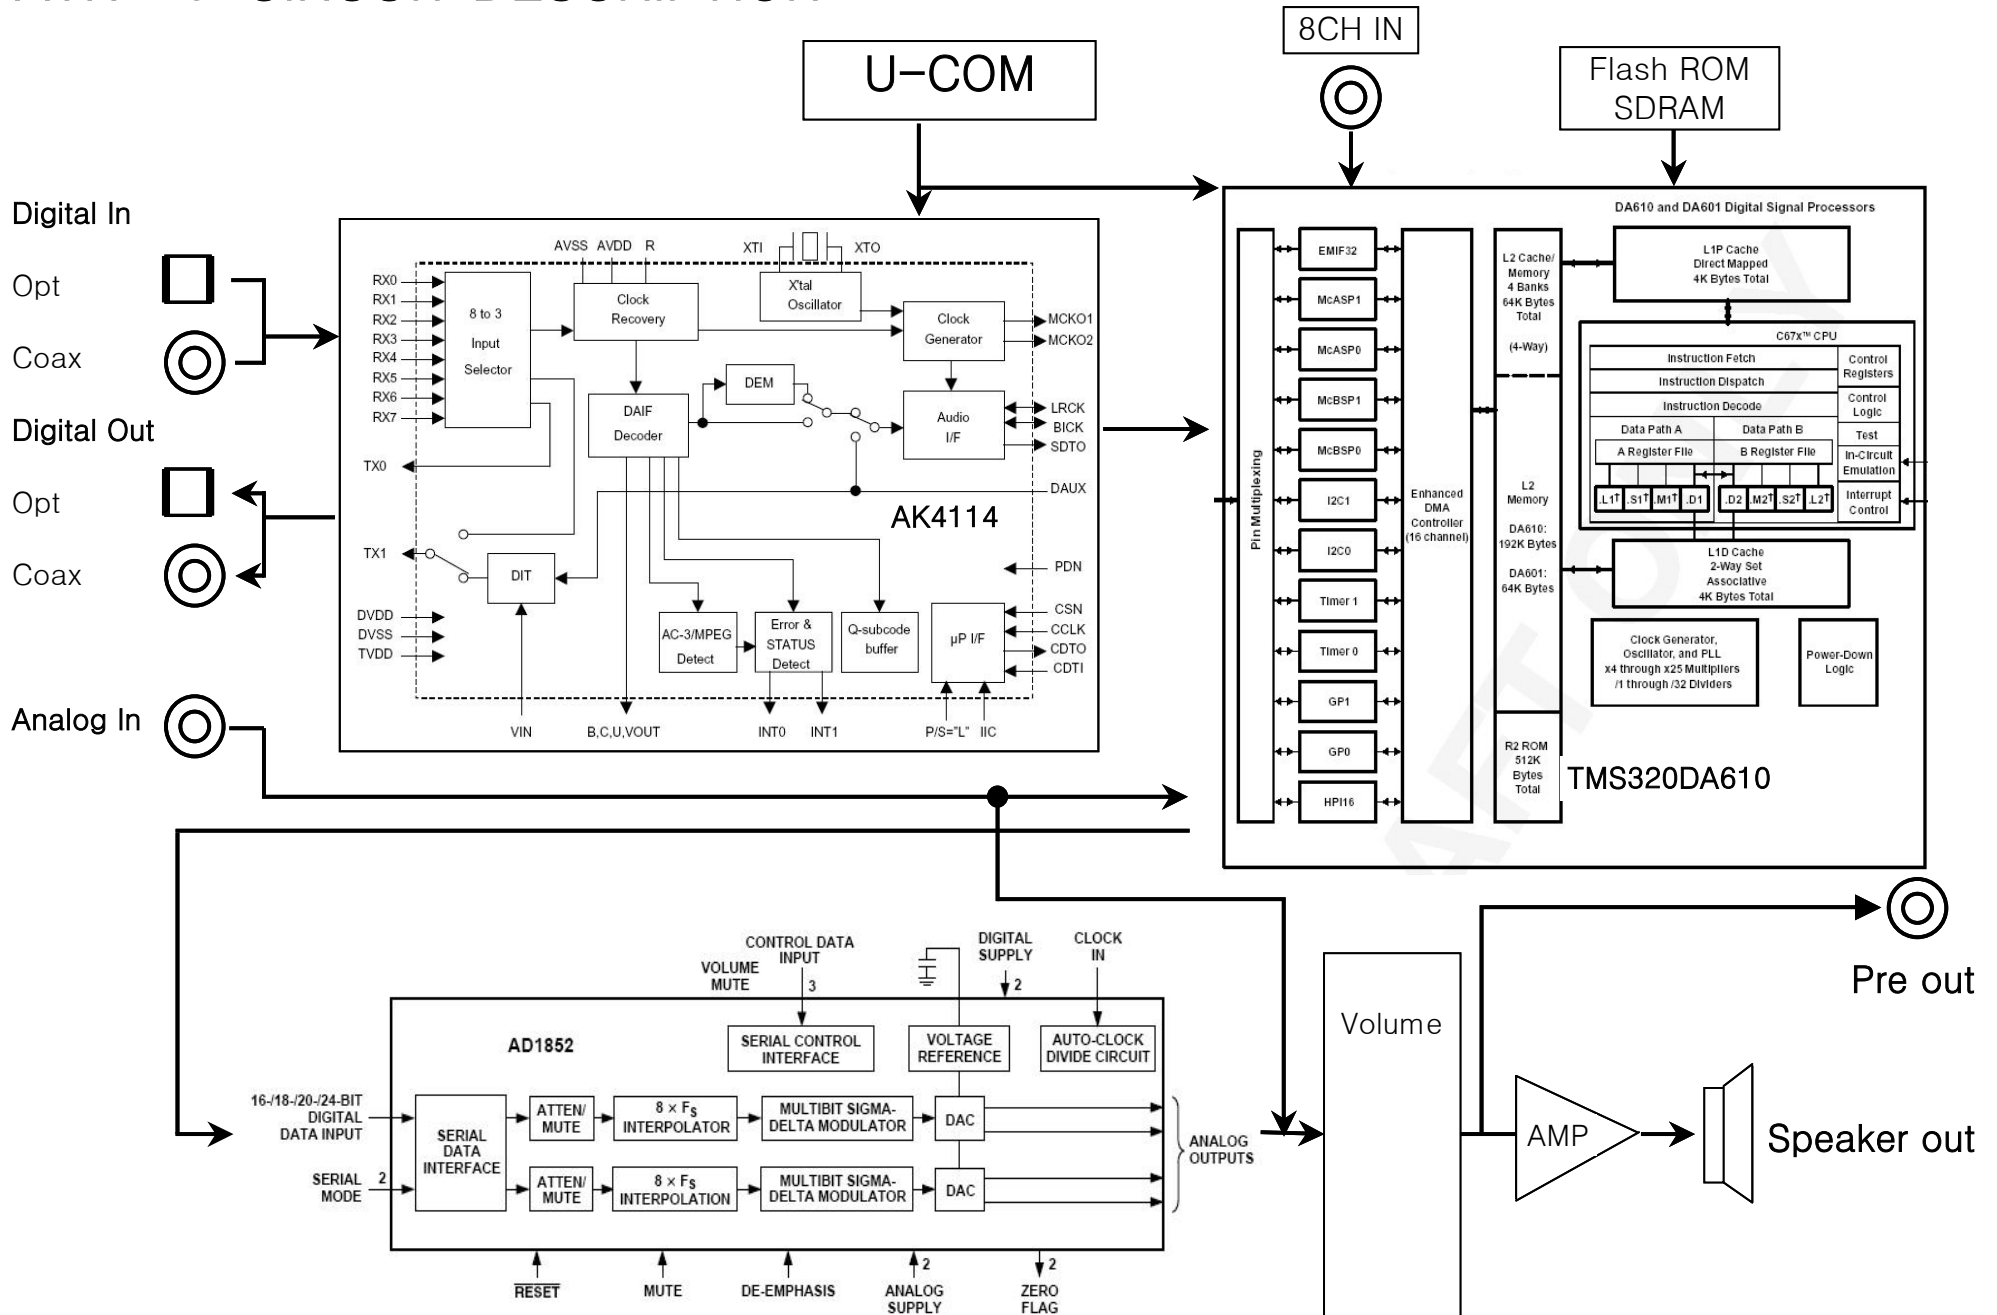 8CH IN
U-COM
Flash ROM
SDRAM
Digital In
Opt
Coax
Digital Out
Opt
Coax
Analog In
AVSS AVDD R
XTI
XTO
RX0
RX1
RX2
RX3
RX4
RX5
RX6
RX7
8 to 3
Input
Selector
Clock
Recovery
X'tal
Oscillator
Clock
Generator
MCKO1
MCKO2
DEM
DAIF
Decoder
Audio
I/F
LRCK
BICK
SDTO
TX0
DAUX
AK4114
TX1
DIT
PDN
DVDD
DVSS
TVDD
AC-3/MPEG
Detect
Error &
STATUS
Detect
Q-subcode
buffer
µP I/F
CSN
CCLK
CDTO
CDTI
VIN
B,C,U,VOUT
INT0
INT1
P/S="L"
IIC
DA610 and DA601 Digital Signal Processors
Pin Multiplexing
EMIF32
McASP1
McASP0
McBSP1
McBSP0
I2C1
I2C0
Timer 1
Timer 0
GP1
GP0
HPI16
Enhanced
DMA
Controller
(16 channel)
L2 Cache/
Memory
4 Banks
64K Bytes
Total
(4-Way)
L2
Memory
DA610:
192K Bytes
DA601:
64K Bytes
R2 ROM
512K
Bytes
Total
L1P Cache
Direct Mapped
4K Bytes Total
C67x™ CPU
Instruction Fetch
Instruction Dispatch
Instruction Decode
Data Path A
Data Path B
A Register File
B Register File
.L1† .S1† .M1† .D1
.D2 .M2† .S2† .L2†
Control
Registers
Control
Logic
Test
In-Circuit
Emulation
Interrupt
Control
L1D Cache
2-Way Set
Associative
4K Bytes Total
Clock Generator,
Oscillator, and PLL
x4 through x25 Multipliers
/1 through /32 Dividers
Power-Down
Logic
TMS320DA610
CONTROL DATA
INPUT
VOLUME
MUTE
3
DIGITAL
SUPPLY
2
CLOCK
IN
AD1852
SERIAL CONTROL
INTERFACE
VOLTAGE
REFERENCE
AUTO-CLOCK
DIVIDE CIRCUIT
16-/18-/20-/24-BIT
DIGITAL
DATA INPUT
SERIAL
MODE
2
SERIAL
DATA
INTERFACE
ATTEN/
MUTE
8 × FS
INTERPOLATOR
MULTIBIT SIGMA-
DELTA MODULATOR
DAC
ATTEN/
MUTE
8 × FS
INTERPOLATION
MULTIBIT SIGMA-
DELTA MODULATOR
DAC
ANALOG
OUTPUTS
RESET
MUTE
DE-EMPHASIS
ANALOG
SUPPLY
2
ZERO
FLAG
2
Volume
Pre out
AMP
Speaker out